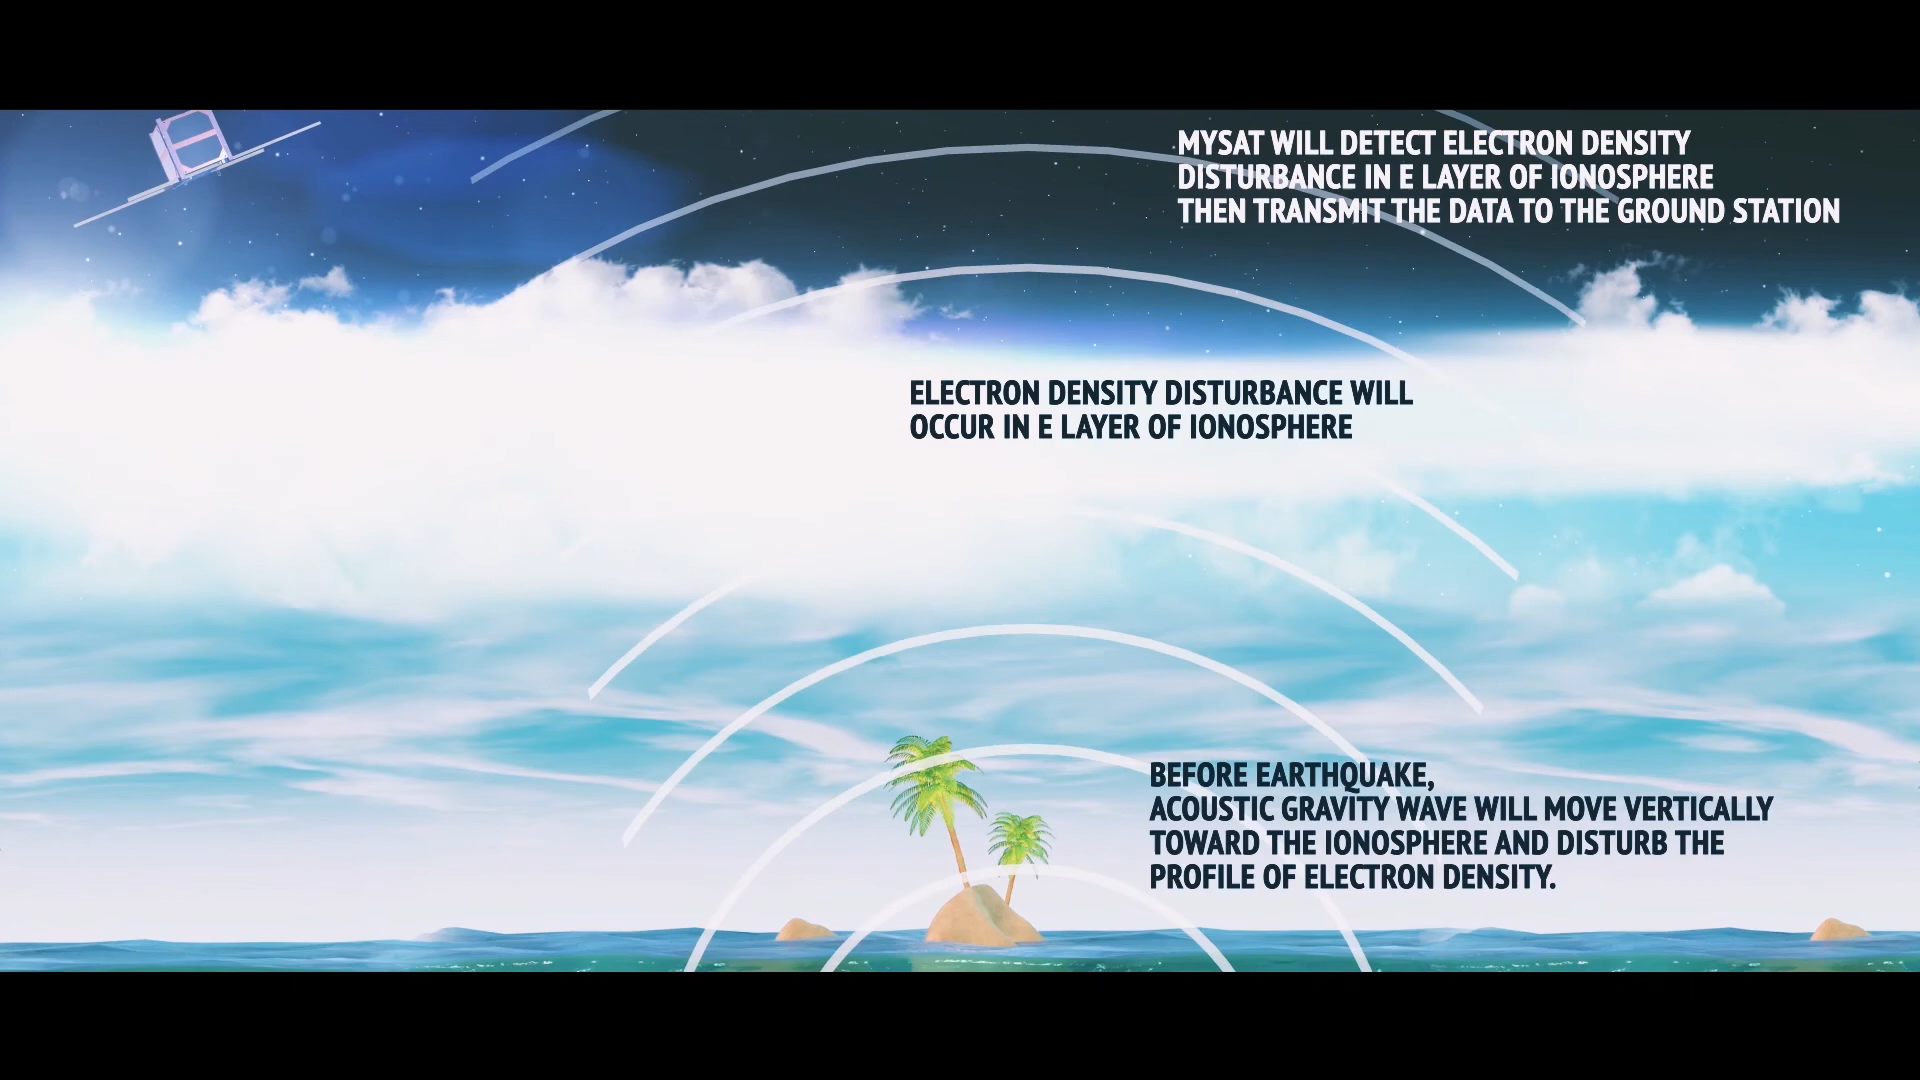 MYSAT WILL DETECT ELECTRON DENSITY
DISTURBANCE IN E LAYER OF IONOSPHERE
THEN TRANSMIT THE DATA TO THE GROUND STATION
ELECTRON DENSITY DISTURBANCE WILL
OCCUR IN E LAYER OF IONOSPHERE
BEFORE EARTHQUAKE,
ACOUSTIC GRAVITY WAVE WILL MOVE VERTICALLY
TOWARD THE IONOSPHERE AND DISTURB THE
PROFILE OF ELECTRON DENSITY.